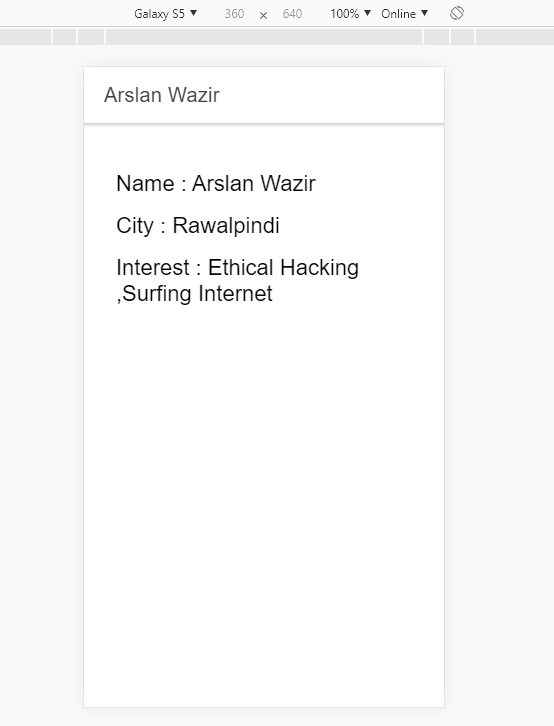 Galaxy S5 ▼ 360 × 640 100% ▼ Online ▼
Arslan Wazir
Name : Arslan Wazir
City : Rawalpindi
Interest : Ethical Hacking
,Surfing Internet